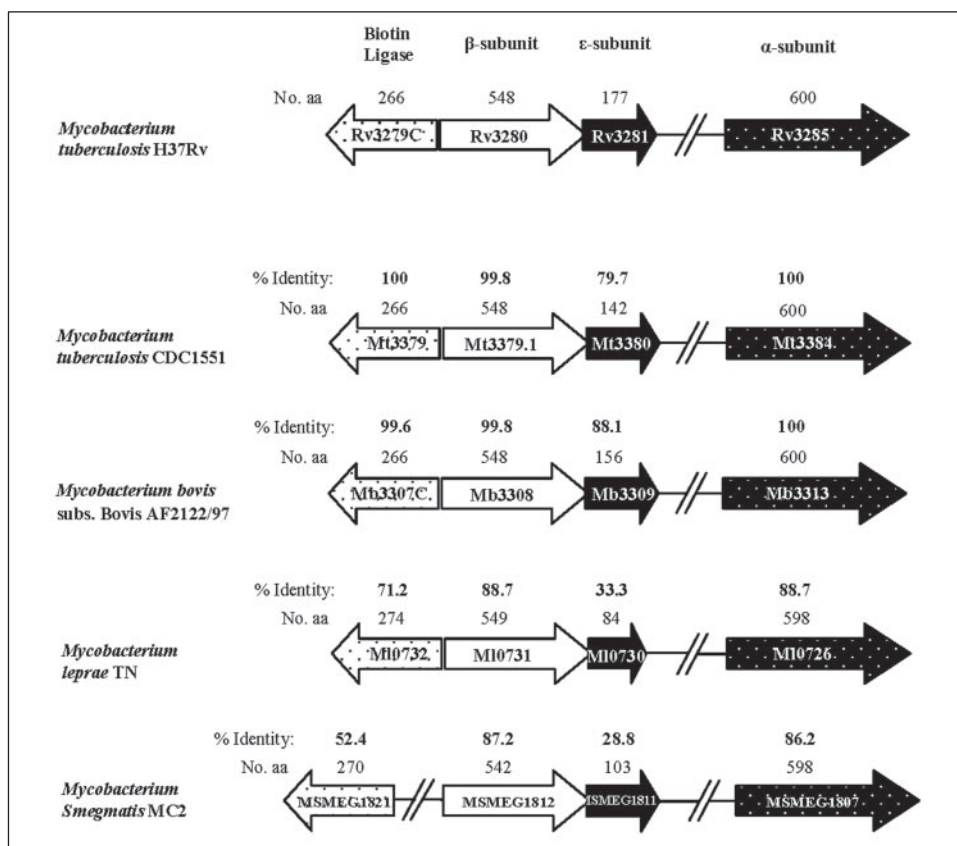 Biotin Ligase β-subunit ε-subunit α-subunit
No. aa 266 548 177 600
Mycobacterium tuberculosis H37Rv
Rv3279C Rv3280 Rv3281 Rv3285
% Identity: 100 99.8 79.7 100
No. aa 266 548 142 600
Mycobacterium tuberculosis CDC1551
Mt3379 Mt3379.1 Mt3380 Mt3384
% Identity: 99.6 99.8 88.1 100
No. aa 266 548 156 600
Mycobacterium bovis subs. Bovis AF2122/97
Mb3307C Mb3308 Mb3309 Mb3313
% Identity: 71.2 88.7 33.3 88.7
No. aa 274 549 84 598
Mycobacterium leprae TN
Ml0732 Ml0731 Ml0730 Ml0726
% Identity: 52.4 87.2 28.8 86.2
No. aa 270 542 103 598
Mycobacterium Smegmatis MC2
MSMEG1821 MSMEG1812 MSMEG1811 MSMEG1807